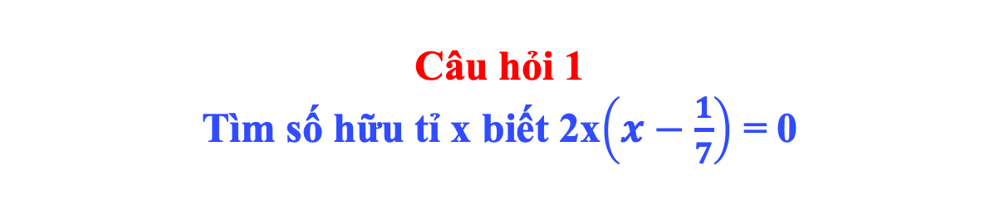 Câu hỏi 1
Tìm số hữu tỉ x biết 2x(x − 1/7) = 0